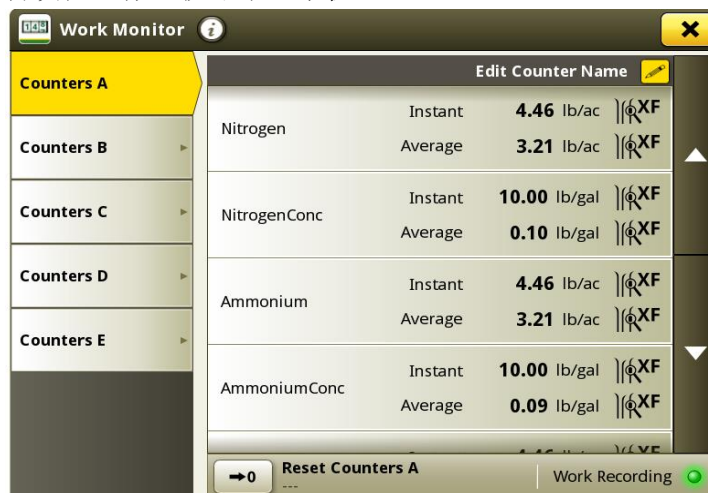 Work Monitor
Counters A
Counters B
Counters C
Counters D
Counters E
Edit Counter Name
Nitrogen
Instant 4.46 lb/ac XF
Average 3.21 lb/ac XF
NitrogenConc
Instant 10.00 lb/gal XF
Average 0.10 lb/gal XF
Ammonium
Instant 4.46 lb/ac XF
Average 3.21 lb/ac XF
AmmoniumConc
Instant 10.00 lb/gal XF
Average 0.09 lb/gal XF
→0 Reset Counters A
---
Work Recording